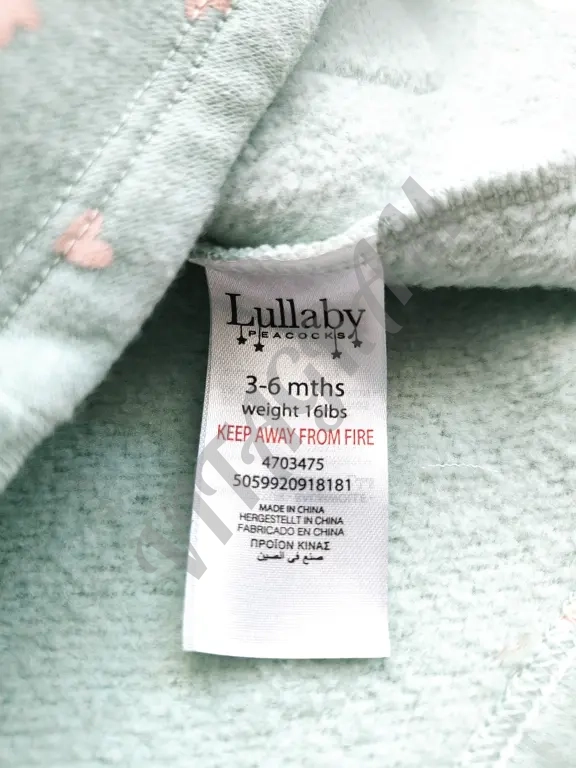 Lullaby
PEACOCKS
3-6 mths
weight 16lbs
KEEP AWAY FROM FIRE
4703475
5059920918181
MADE IN CHINA
HERGESTELLT IN CHINA
FABRICADO EN CHINA
ΠΡΟΪΟΝ ΚΙΝΑΣ
صنع في الصين